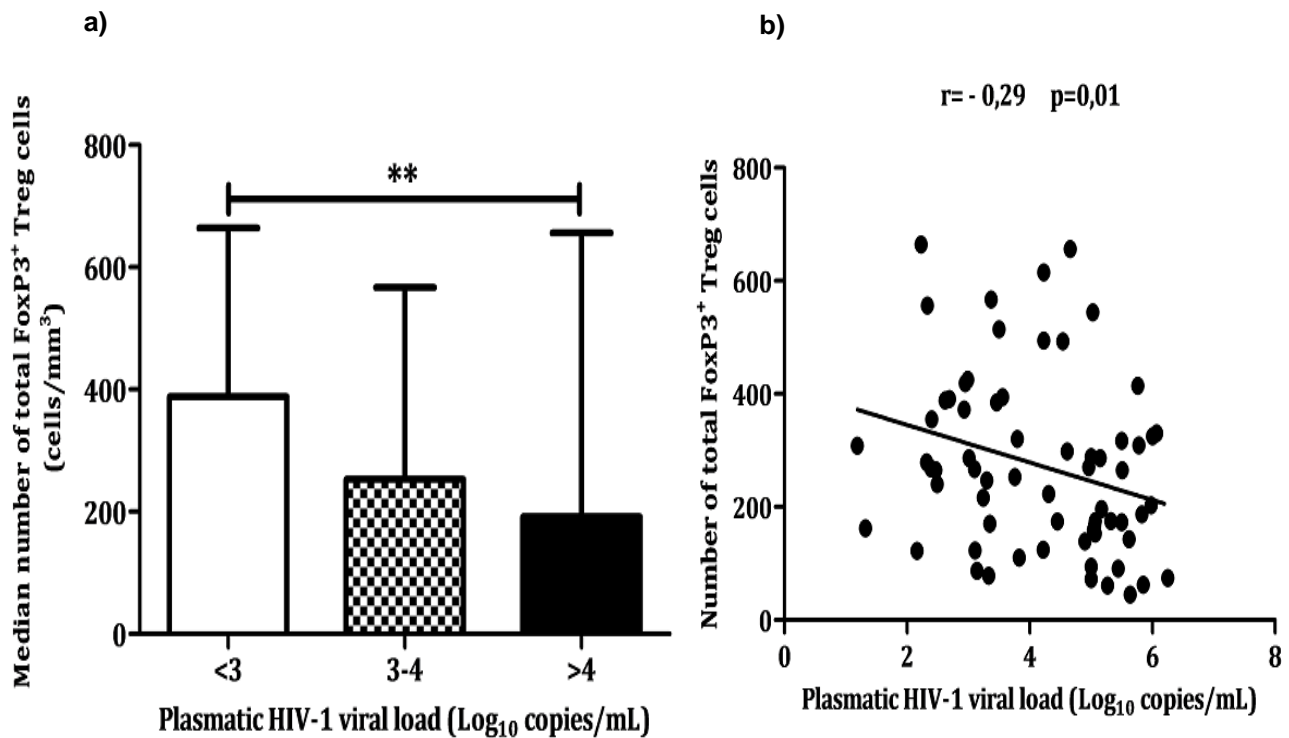 a)
Median number of total FoxP3⁺ Treg cells
(cells/mm³)
800
600
400
200
0
**
<3
3-4
>4
Plasmatic HIV-1 viral load (Log₁₀ copies/mL)
b)
r= - 0,29 p=0,01
Number of total FoxP3⁺ Treg cells
800
600
400
200
0
0
2
4
6
8
Plasmatic HIV-1 viral load (Log₁₀ copies/mL)